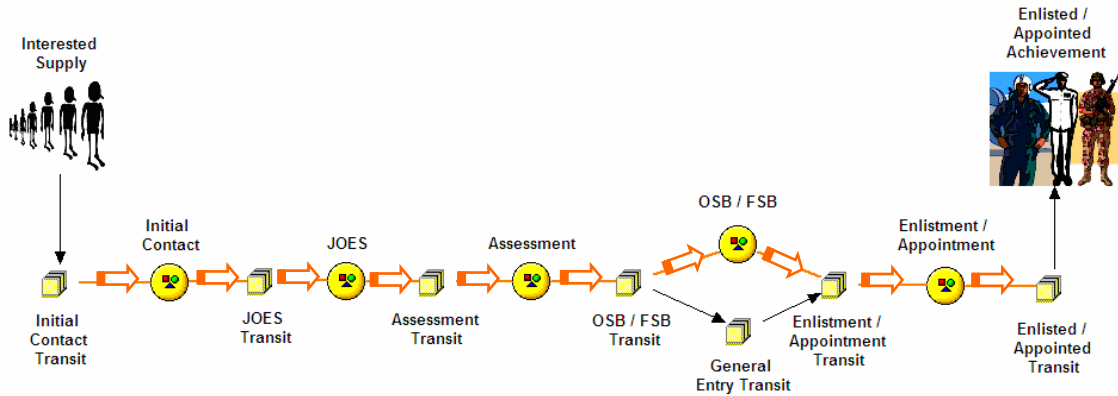 Interested
Supply
Enlisted /
Appointed
Achievement
Initial
Contact
JOES
Assessment
OSB / FSB
Enlistment /
Appointment
Initial
Contact
Transit
JOES
Transit
Assessment
Transit
OSB / FSB
Transit
General
Entry Transit
Enlistment /
Appointment
Transit
Enlisted /
Appointed
Transit